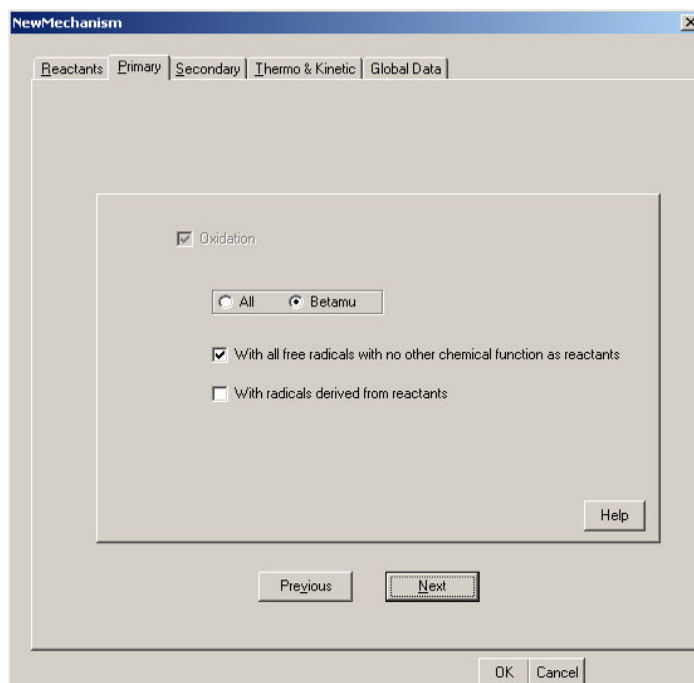 NewMechanism
Reactants Primary Secondary Thermo & Kinetic Global Data
Oxidation
All Betamu
With all free radicals with no other chemical function as reactants
With radicals derived from reactants
Help
Previous Next
OK Cancel